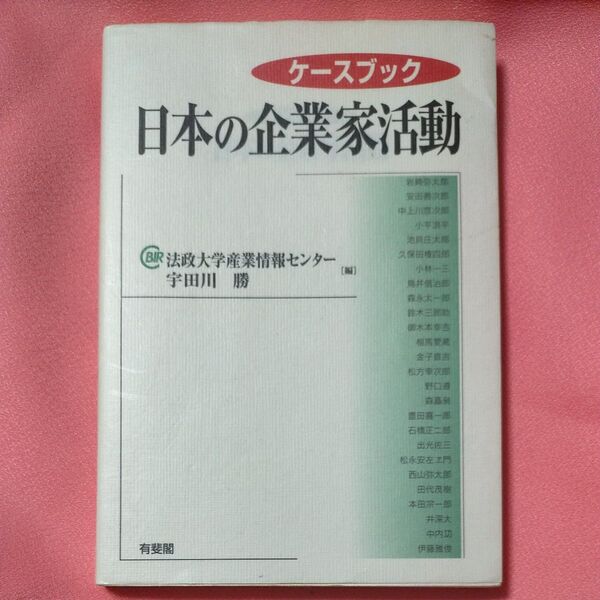 ケースブック
日本の企業家活動
岩崎弥太郎
安田善次郎
中上川彦次郎
小平浪平
池貝庄太郎
久保田権四郎
小林一三
鳥井信治郎
森永太一郎
鈴木三郎助
御木本幸吉
相馬愛蔵
金子直吉
松方幸次郎
野口遵
森矗昶
豊田喜一郎
石橋正二郎
出光佐三
松永安左エ門
西山弥太郎
田代茂樹
本田宗一郎
井深大
中内㓛
伊藤雅俊
CBIR 法政大学産業情報センター
宇田川 勝 [編]
有斐閣